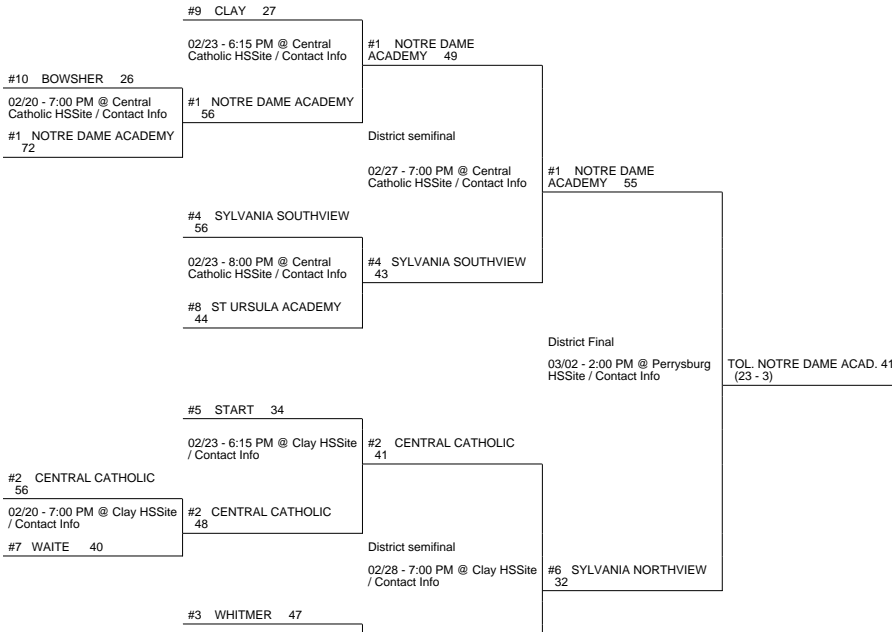 #9 CLAY 27
02/23 - 6:15 PM @ Central
Catholic HSSite / Contact Info
#1 NOTRE DAME
ACADEMY 49
#10 BOWSHER 26
02/20 - 7:00 PM @ Central
Catholic HSSite / Contact Info
#1 NOTRE DAME ACADEMY
56
#1 NOTRE DAME ACADEMY
72
District semifinal
02/27 - 7:00 PM @ Central
Catholic HSSite / Contact Info
#1 NOTRE DAME
ACADEMY 55
#4 SYLVANIA SOUTHVIEW
56
02/23 - 8:00 PM @ Central
Catholic HSSite / Contact Info
#4 SYLVANIA SOUTHVIEW
43
#8 ST URSULA ACADEMY
44
District Final
03/02 - 2:00 PM @ Perrysburg
HSSite / Contact Info
TOL. NOTRE DAME ACAD. 41
(23 - 3)
#5 START 34
02/23 - 6:15 PM @ Clay HSSite
/ Contact Info
#2 CENTRAL CATHOLIC
41
#2 CENTRAL CATHOLIC
56
02/20 - 7:00 PM @ Clay HSSite
/ Contact Info
#2 CENTRAL CATHOLIC
48
#7 WAITE 40
District semifinal
02/28 - 7:00 PM @ Clay HSSite
/ Contact Info
#6 SYLVANIA NORTHVIEW
32
#3 WHITMER 47